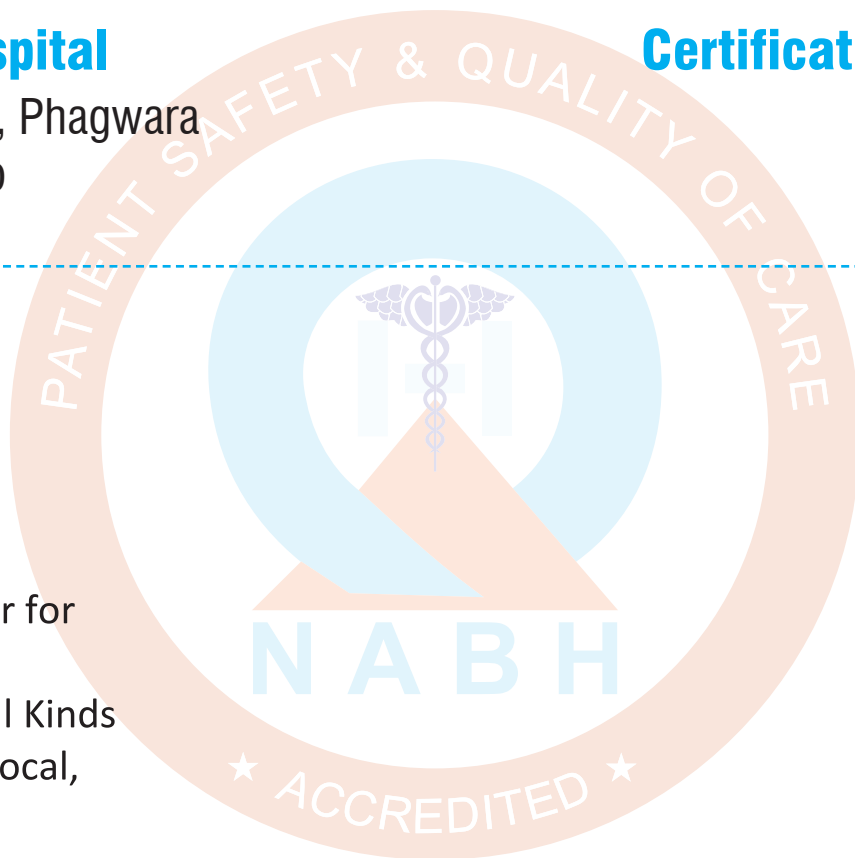 spital
Certificat
, Phagwara
PATIENT SAFETY & QUALITY OF CARE
r for
NABH
l Kinds
ocal,
★ ACCREDITED ★